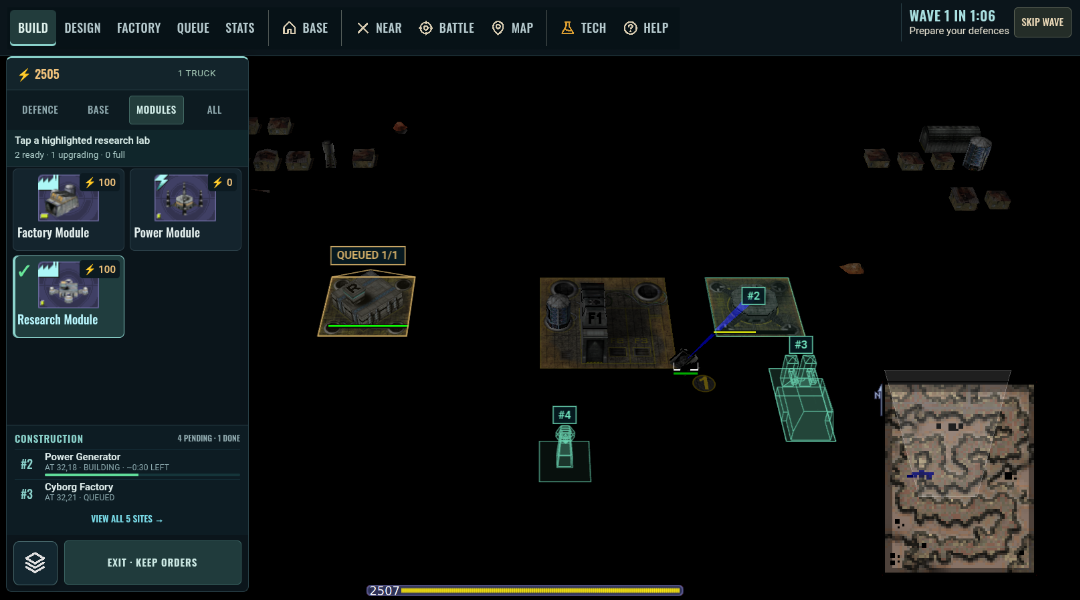 BUILD DESIGN FACTORY QUEUE STATS BASE NEAR BATTLE MAP TECH HELP
WAVE 1 IN 1:06
Prepare your defences
SKIP WAVE
2505
1 TRUCK
DEFENCE BASE MODULES ALL
Tap a highlighted research lab
2 ready · 1 upgrading · 0 full
100
Factory Module
0
Power Module
100
Research Module
CONSTRUCTION
4 PENDING · 1 DONE
#2
Power Generator
AT 32,18 · BUILDING · ~0:30 LEFT
#3
Cyborg Factory
AT 32,21 · QUEUED
VIEW ALL 5 SITES →
EXIT · KEEP ORDERS
QUEUED 1/1
R
F1
#2
#3
1
#4
N
2507